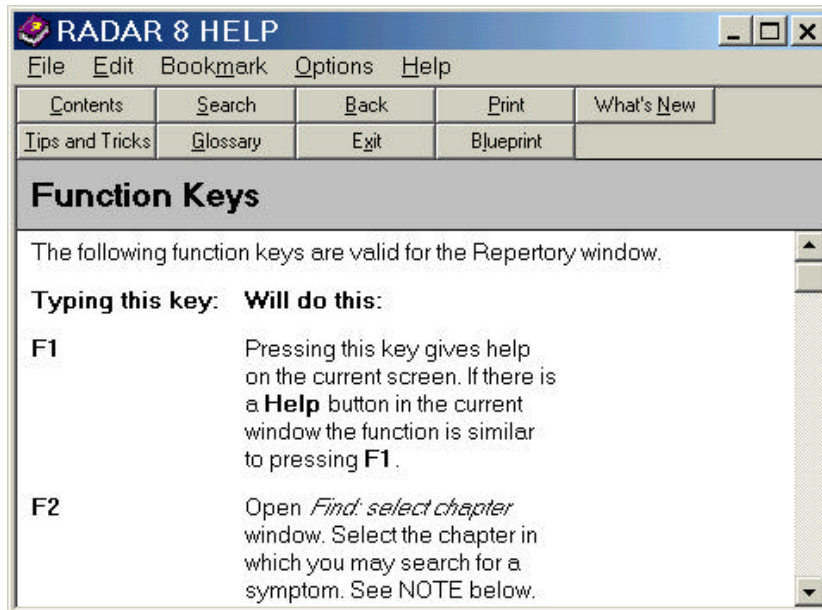 RADAR 8 HELP
File Edit Bookmark Options Help
Contents Search Back Print What's New
Tips and Tricks Glossary Exit Blueprint
Function Keys
The following function keys are valid for the Repertory window.
Typing this key: Will do this:
F1 Pressing this key gives help
on the current screen. If there is
a Help button in the current
window the function is similar
to pressing F1.
F2 Open Find: select chapter
window. Select the chapter in
which you may search for a
symptom. See NOTE below.